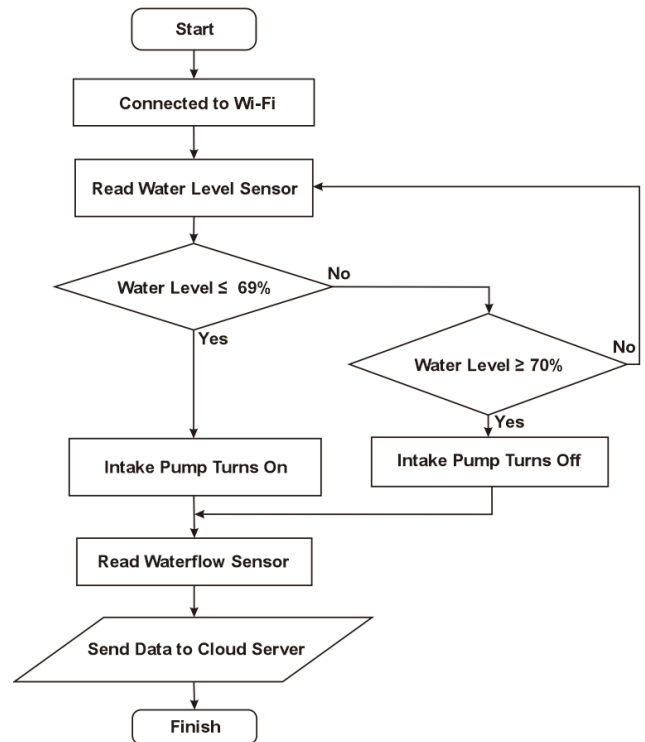 Start
Connected to Wi-Fi
Read Water Level Sensor
Water Level ≤ 69%
No
Yes
Water Level ≥ 70%
No
Yes
Intake Pump Turns On
Intake Pump Turns Off
Read Waterflow Sensor
Send Data to Cloud Server
Finish